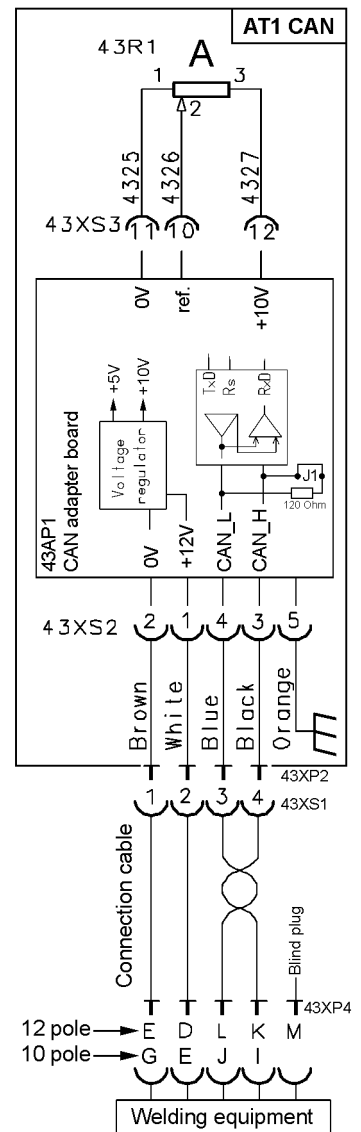 AT1 CAN
43R1 A
1 3
2
4325 4326 4327
43XS3 11 10 12
0V ref. +10V
+5V +10V
TxD Rs RxD
Voltage
regulator
J1
120 Ohm
43AP1
CAN adapter board
0V +12V CAN_L CAN_H
43XS2 2 1 4 3 5
Brown White Blue Black Orange
43XP2
1 2 3 4 43XS1
Connection cable
Blind plug
43XP4
12 pole E D L K M
10 pole G E J I
Welding equipment